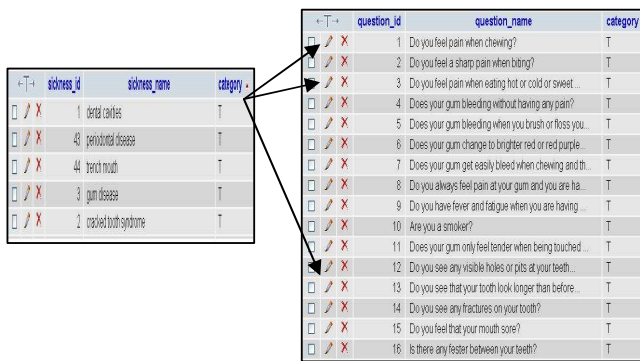 ←T→ sickness_id sickness_name category
1 dental cavities T
43 periodontal disease T
44 trench mouth T
3 gum disease T
2 cracked tooth syndrome T
←T→ question_id question_name category
1 Do you feel pain when chewing? T
2 Do you feel a sharp pain when biting? T
3 Do you feel pain when eating hot or cold or sweet ... T
4 Does your gum bleeding without having any pain? T
5 Does your gum bleeding when you brush or floss you... T
6 Does your gum change to brighter red or red purple... T
7 Does your gum get easily bleed when chewing and th... T
8 Do you always feel pain at your gum and you are ha... T
9 Do you have fever and fatigue when you are having ... T
10 Are you a smoker? T
11 Does your gum only feel tender when being touched ... T
12 Do you see any visible holes or pits at your teeth... T
13 Do you see that your tooth look longer than before... T
14 Do you see any fractures on your tooth? T
15 Do you feel that your mouth sore? T
16 Is there any fester between your teeth? T